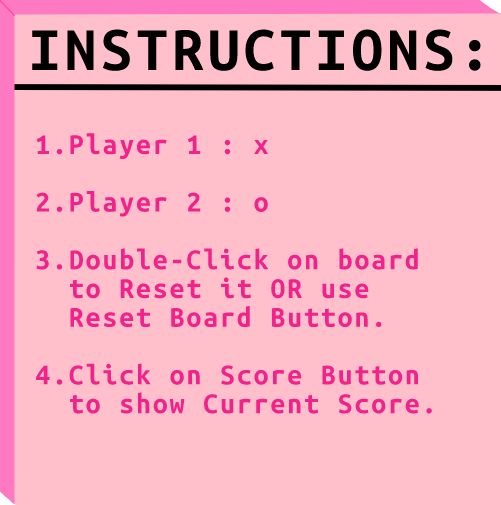 INSTRUCTIONS:
1.Player 1 : x
2.Player 2 : o
3.Double-Click on board
to Reset it OR use
Reset Board Button.
4.Click on Score Button
to show Current Score.